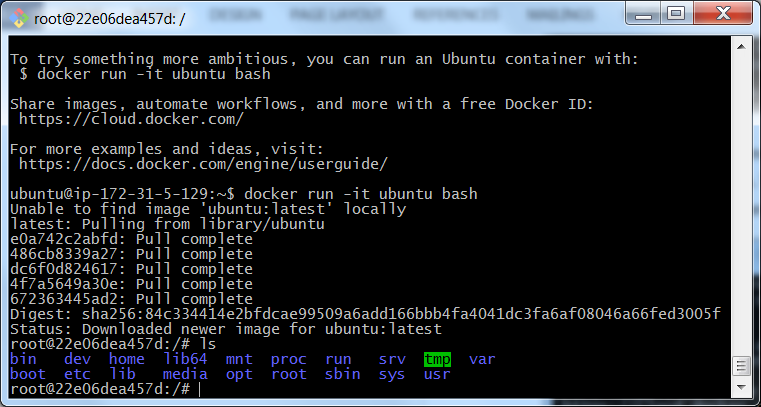 root@22e06dea457d: /
To try something more ambitious, you can run an Ubuntu container with:
 $ docker run -it ubuntu bash
Share images, automate workflows, and more with a free Docker ID:
 https://cloud.docker.com/
For more examples and ideas, visit:
 https://docs.docker.com/engine/userguide/
ubuntu@ip-172-31-5-129:~$ docker run -it ubuntu bash
Unable to find image 'ubuntu:latest' locally
latest: Pulling from library/ubuntu
e0a742c2abfd: Pull complete
486cb8339a27: Pull complete
dc6f0d824617: Pull complete
4f7a5649a30e: Pull complete
672363445ad2: Pull complete
Digest: sha256:84c334414e2bfdcae99509a6add166bbb4fa4041dc3fa6af08046a66fed3005f
Status: Downloaded newer image for ubuntu:latest
root@22e06dea457d:/# ls
bin   dev  home  lib64  mnt  proc  run   srv  tmp  var
boot  etc  lib   media  opt  root  sbin  sys  usr
root@22e06dea457d:/#